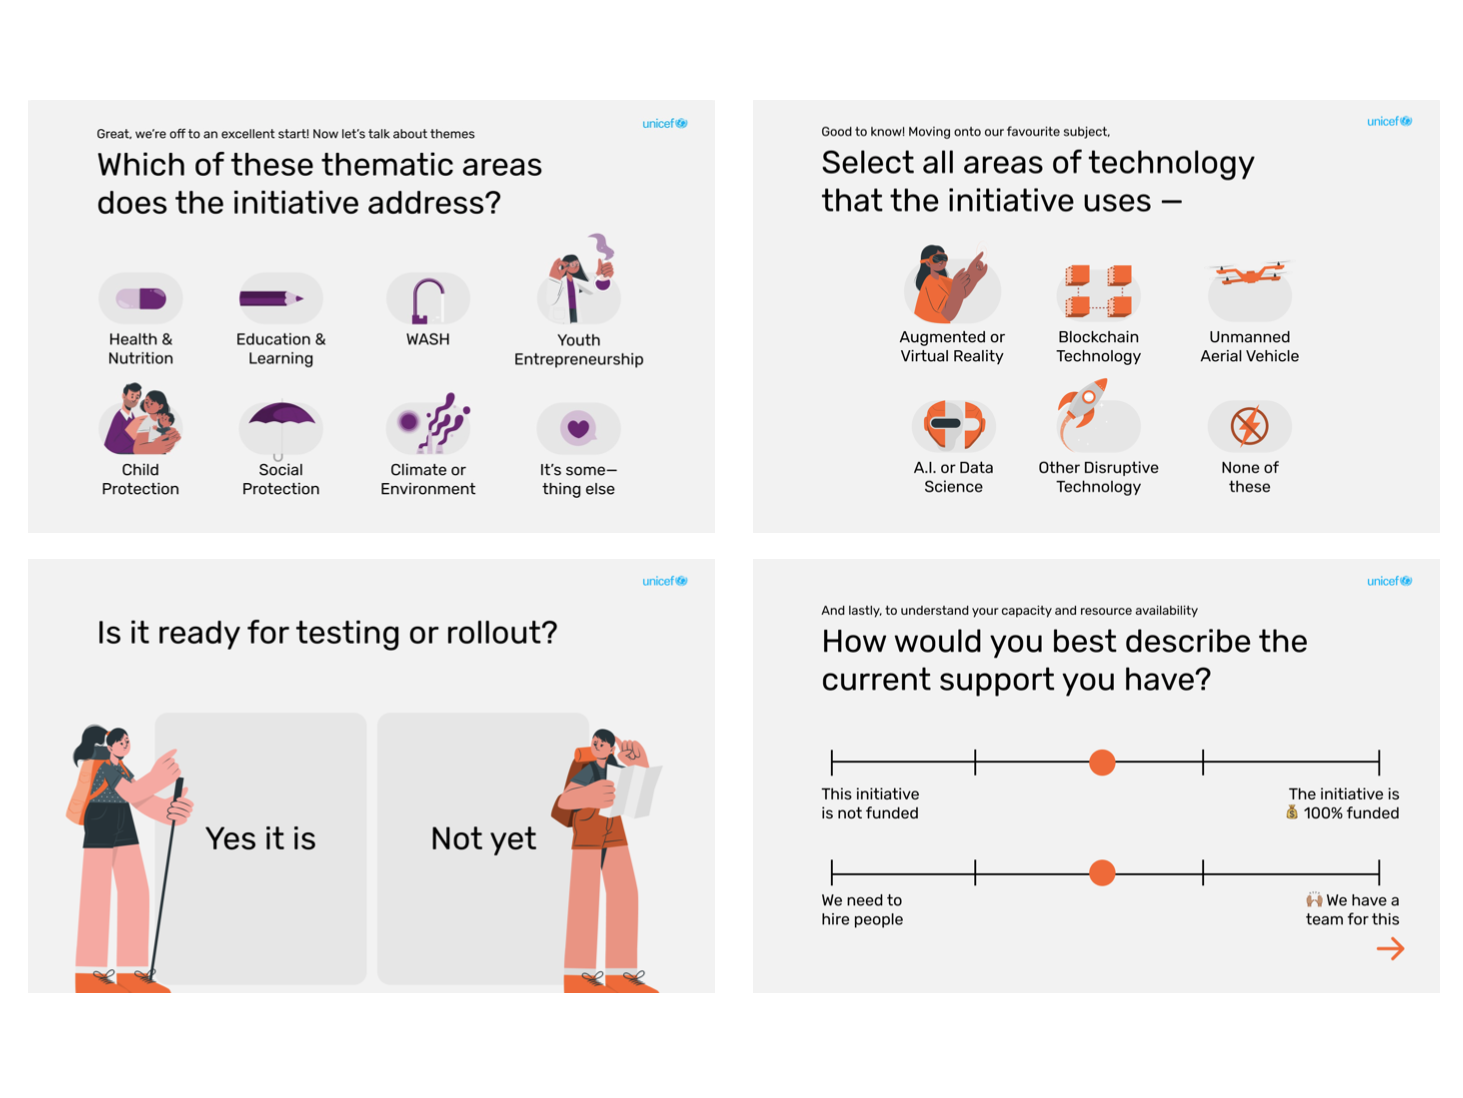 unicef
Great, we're off to an excellent start! Now let's talk about themes
Which of these thematic areas
does the initiative address?
Health &
Nutrition
Education &
Learning
WASH
Youth
Entrepreneurship
Child
Protection
Social
Protection
Climate or
Environment
It's some—
thing else
unicef
Good to know! Moving onto our favourite subject,
Select all areas of technology
that the initiative uses —
Augmented or
Virtual Reality
Blockchain
Technology
Unmanned
Aerial Vehicle
A.I. or Data
Science
Other Disruptive
Technology
None of
these
unicef
Is it ready for testing or rollout?
Yes it is
Not yet
unicef
And lastly, to understand your capacity and resource availability
How would you best describe the
current support you have?
This initiative
is not funded
The initiative is
💰 100% funded
We need to
hire people
🙌🏽 We have a
team for this